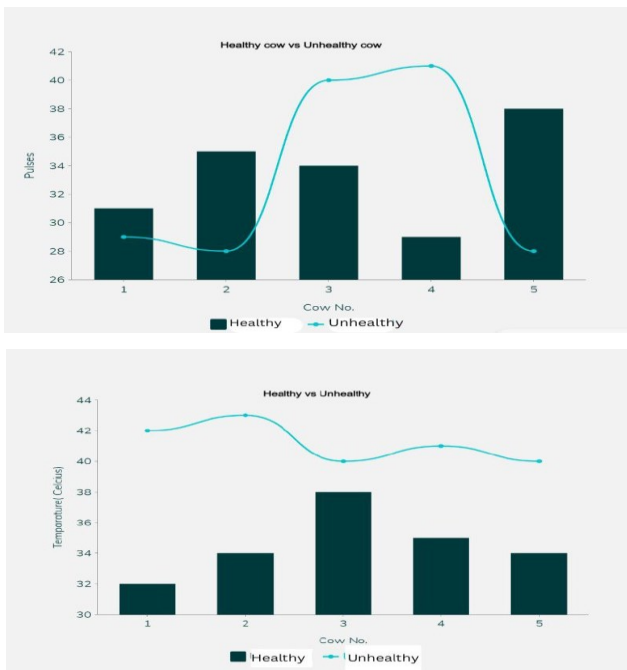 Healthy cow vs Unhealthy cow
42
40
38
36
34
32
30
28
26
Pulses
1 2 3 4 5
Cow No.
Healthy Unhealthy
Healthy vs Unhealthy
44
42
40
38
36
34
32
30
Temparature( Celcius)
1 2 3 4 5
Cow No.
Healthy Unhealthy